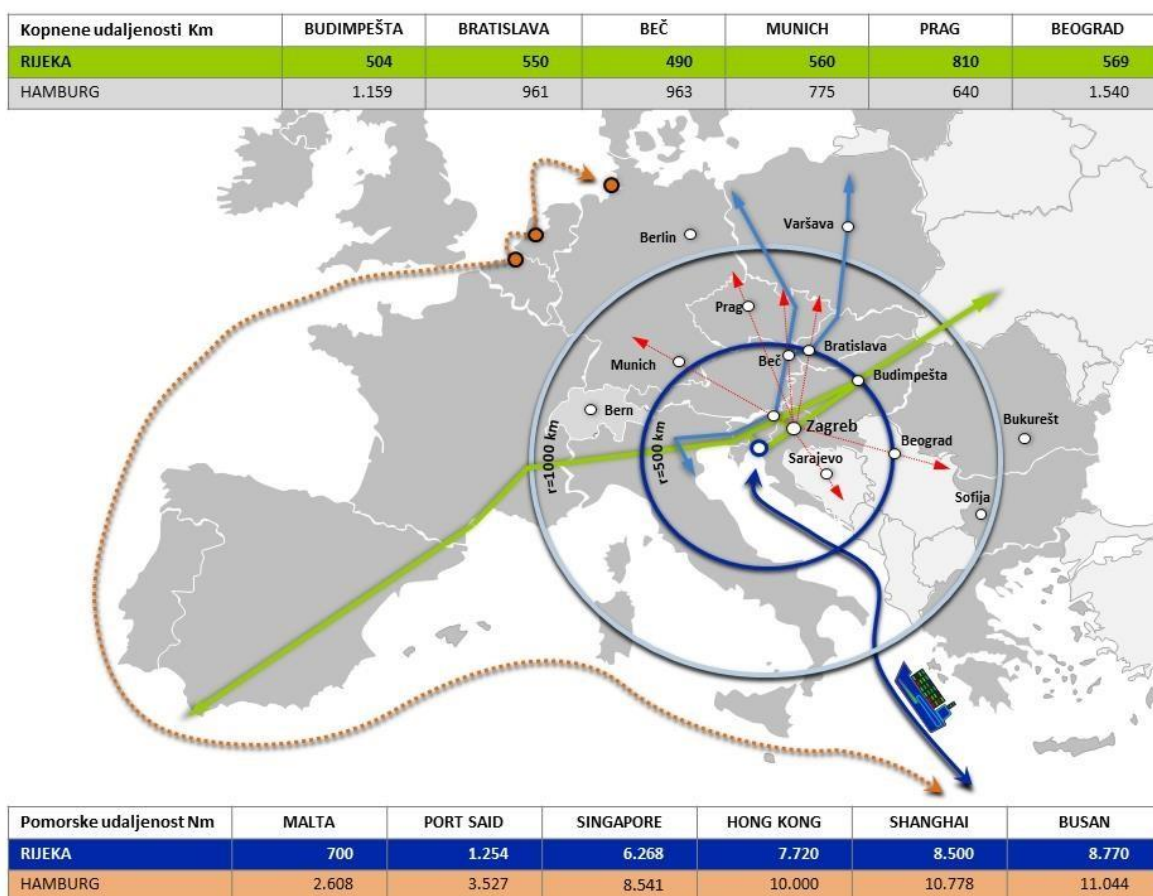 Kopnene udaljenosti Km BUDIMPEŠTA BRATISLAVA BEČ MUNICH PRAG BEOGRAD
RIJEKA 504 550 490 560 810 569
HAMBURG 1.159 961 963 775 640 1.540
Berlin
Varšava
Prag
Munich
Beč
Bratislava
Budimpešta
Bern
Zagreb
Bukurešt
Beograd
Sarajevo
Sofija
r=1000 km
r=500 km
Pomorske udaljenost Nm MALTA PORT SAID SINGAPORE HONG KONG SHANGHAI BUSAN
RIJEKA 700 1.254 6.268 7.720 8.500 8.770
HAMBURG 2.608 3.527 8.541 10.000 10.778 11.044